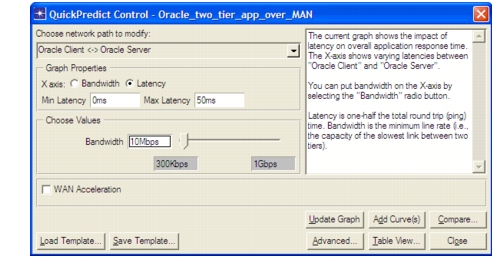 QuickPredict Control - Oracle_two_tier_app_over_MAN
Choose network path to modify:
Oracle Client <-> Oracle Server
Graph Properties
X axis: Bandwidth Latency
Min Latency 0ms Max Latency 50ms
Choose Values
Bandwidth 10Mbps
300Kbps 1Gbps
WAN Acceleration
The current graph shows the impact of
latency on overall application response time.
The X-axis shows varying latencies between
"Oracle Client" and "Oracle Server".
You can put bandwidth on the X-axis by
selecting the "Bandwidth" radio button.
Latency is one-half the total round trip (ping)
time. Bandwidth is the minimum line rate (i.e.,
the capacity of the slowest link between two
tiers).
Update Graph Add Curve(s) Compare...
Load Template... Save Template... Advanced... Table View... Close